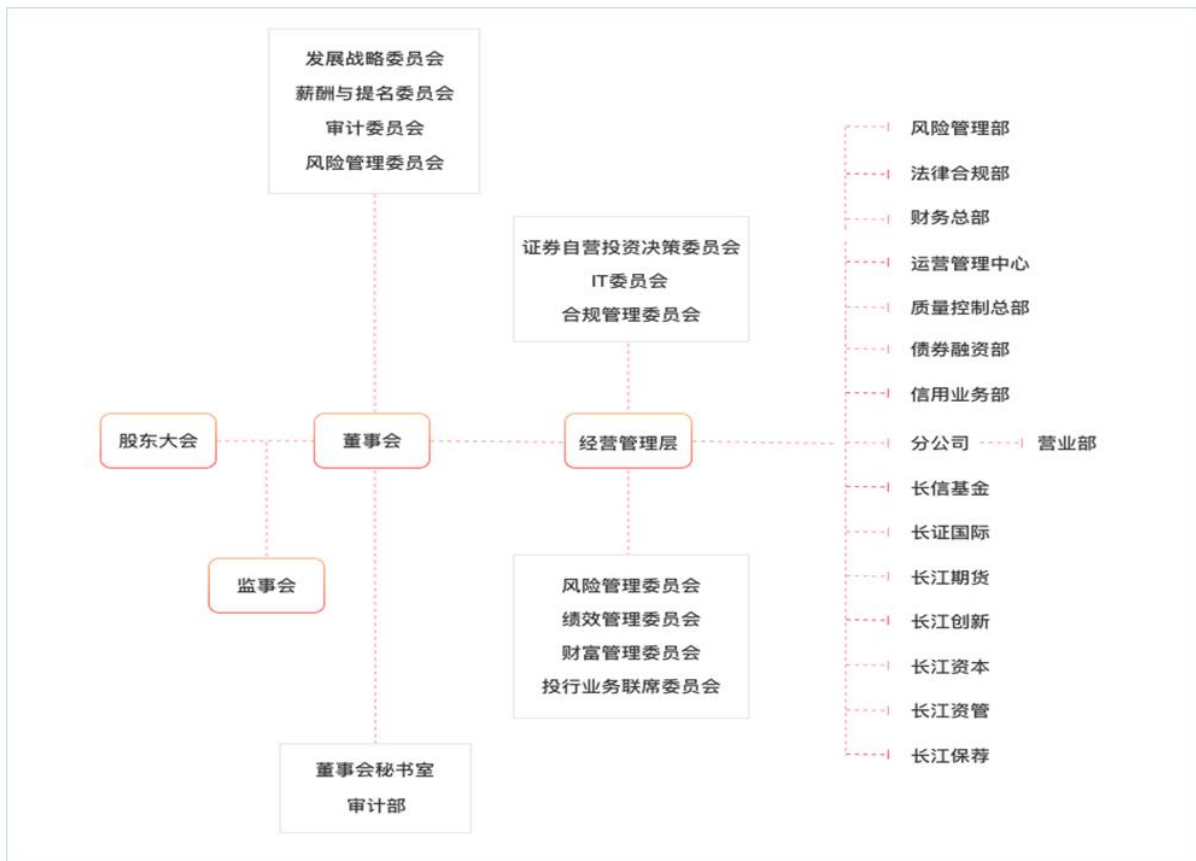 发展战略委员会
薪酬与提名委员会
审计委员会
风险管理委员会
证券自营投资决策委员会
IT委员会
合规管理委员会
股东大会
董事会
经营管理层
监事会
风险管理委员会
绩效管理委员会
财富管理委员会
投行业务联席委员会
董事会秘书室
审计部
风险管理部
法律合规部
财务总部
运营管理中心
质量控制总部
债券融资部
信用业务部
分公司
营业部
长信基金
长证国际
长江期货
长江创新
长江资本
长江资管
长江保荐